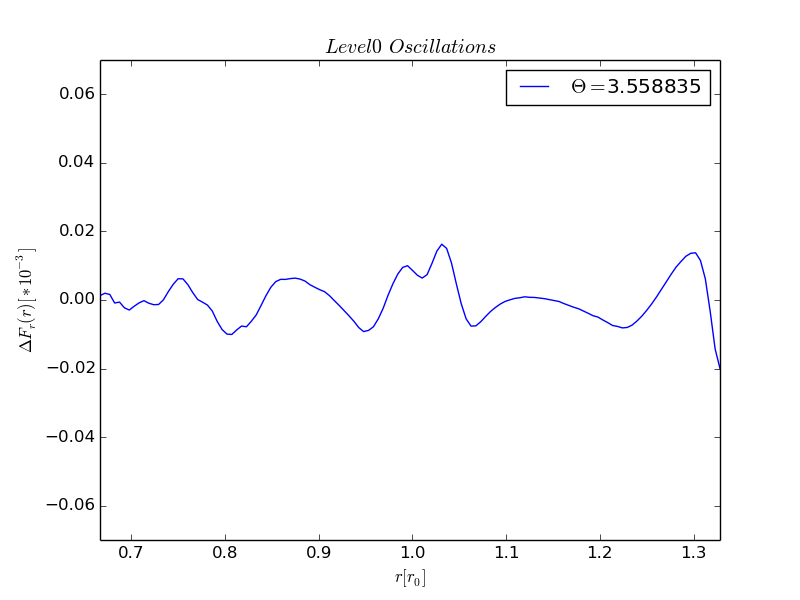 Level0 Oscillations
Θ = 3.558835
ΔF_r(r)[*10^{-3}]
0.06
0.04
0.02
0.00
−0.02
−0.04
−0.06
0.7 0.8 0.9 1.0 1.1 1.2 1.3
r[r_0]